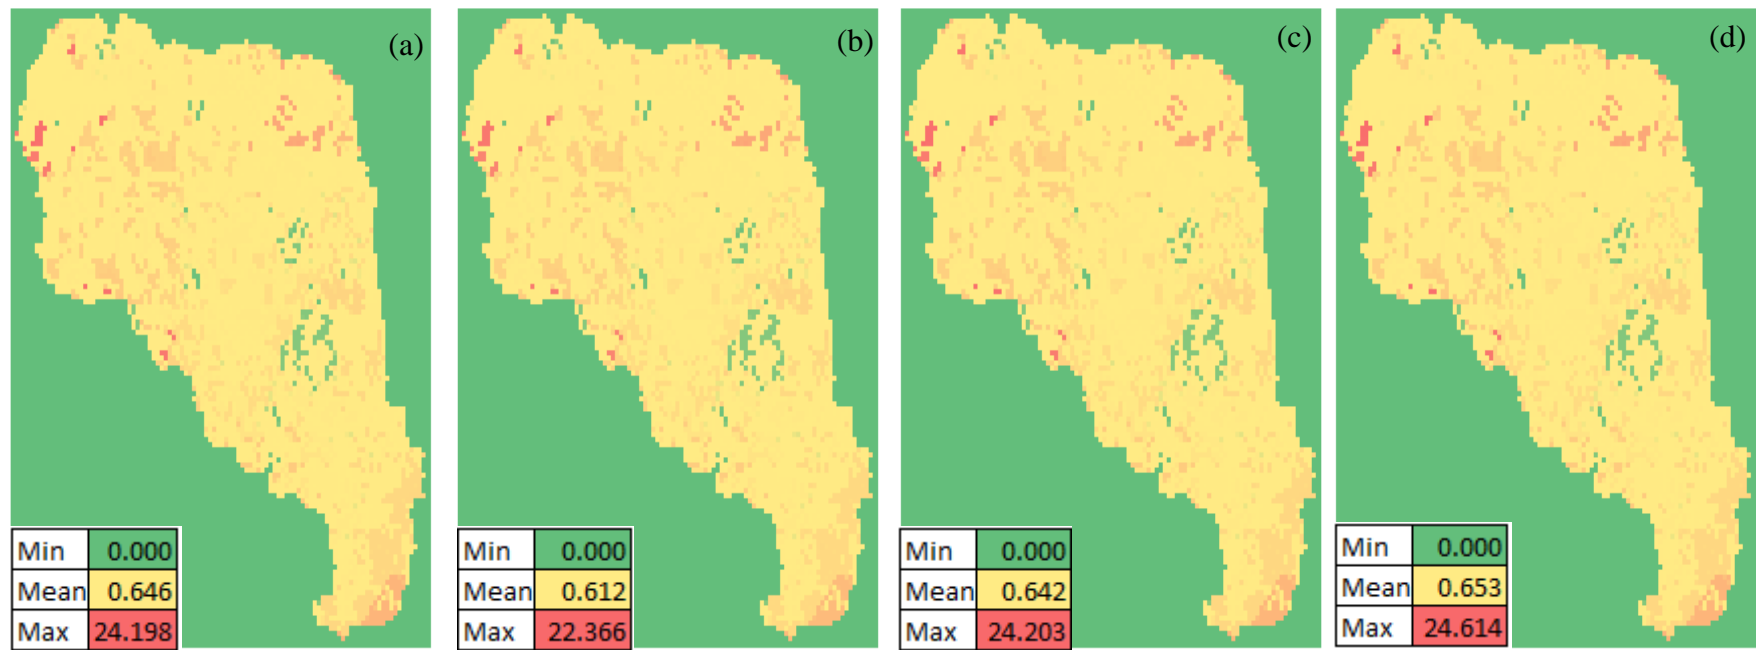 (a)
Min 0.000
Mean 0.646
Max 24.198
(b)
Min 0.000
Mean 0.612
Max 22.366
(c)
Min 0.000
Mean 0.642
Max 24.203
(d)
Min 0.000
Mean 0.653
Max 24.614